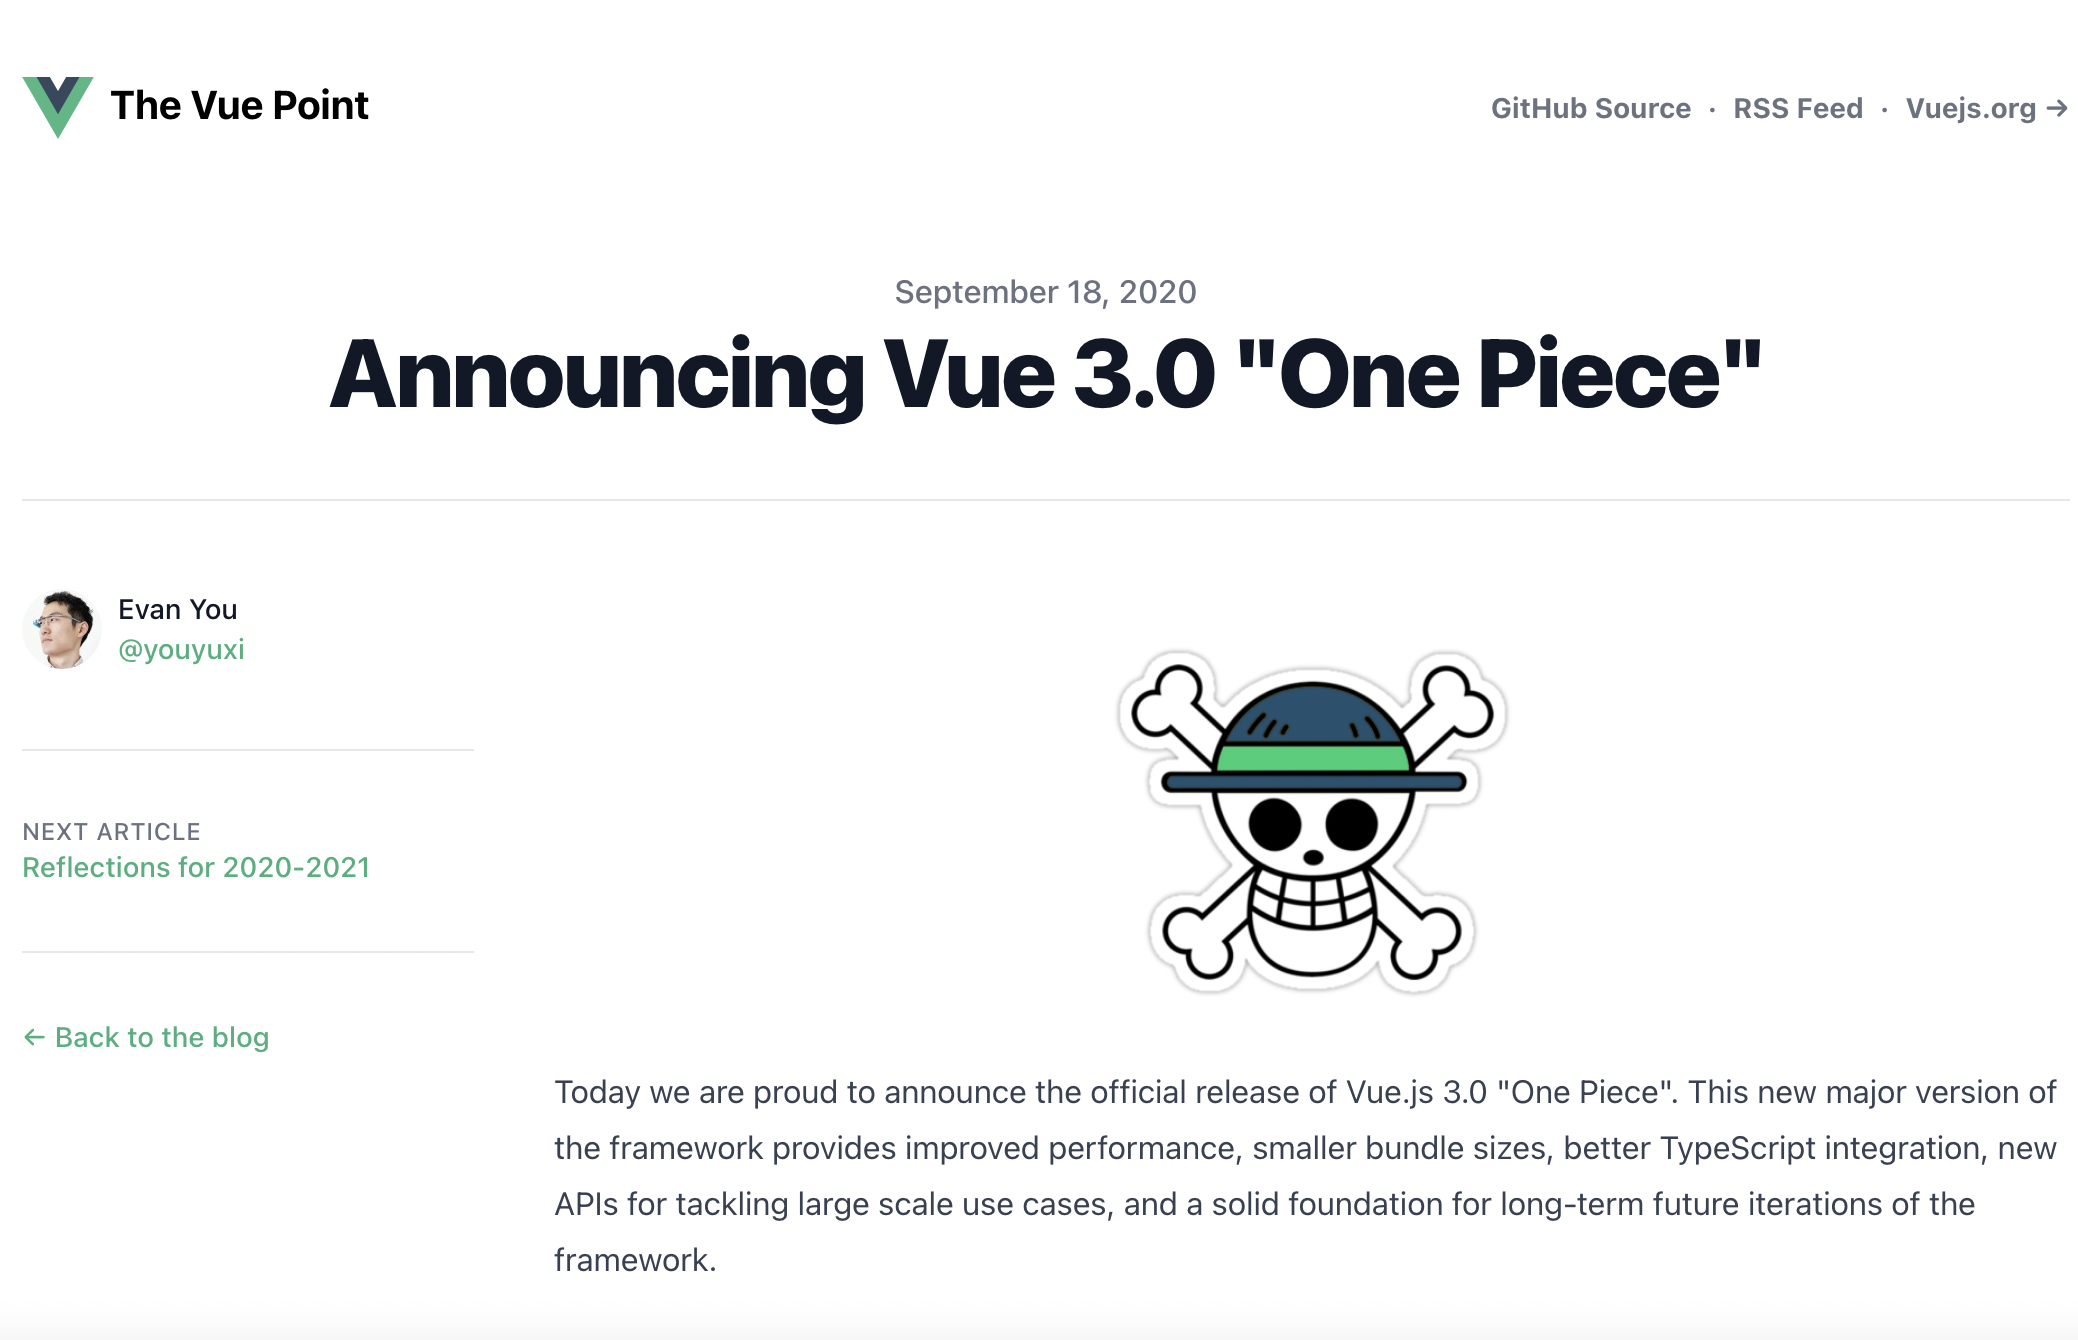 The Vue Point
GitHub Source · RSS Feed · Vuejs.org →
September 18, 2020
Announcing Vue 3.0 "One Piece"
Evan You
@youyuxi
NEXT ARTICLE
Reflections for 2020-2021
← Back to the blog
Today we are proud to announce the official release of Vue.js 3.0 "One Piece". This new major version of
the framework provides improved performance, smaller bundle sizes, better TypeScript integration, new
APIs for tackling large scale use cases, and a solid foundation for long-term future iterations of the
framework.